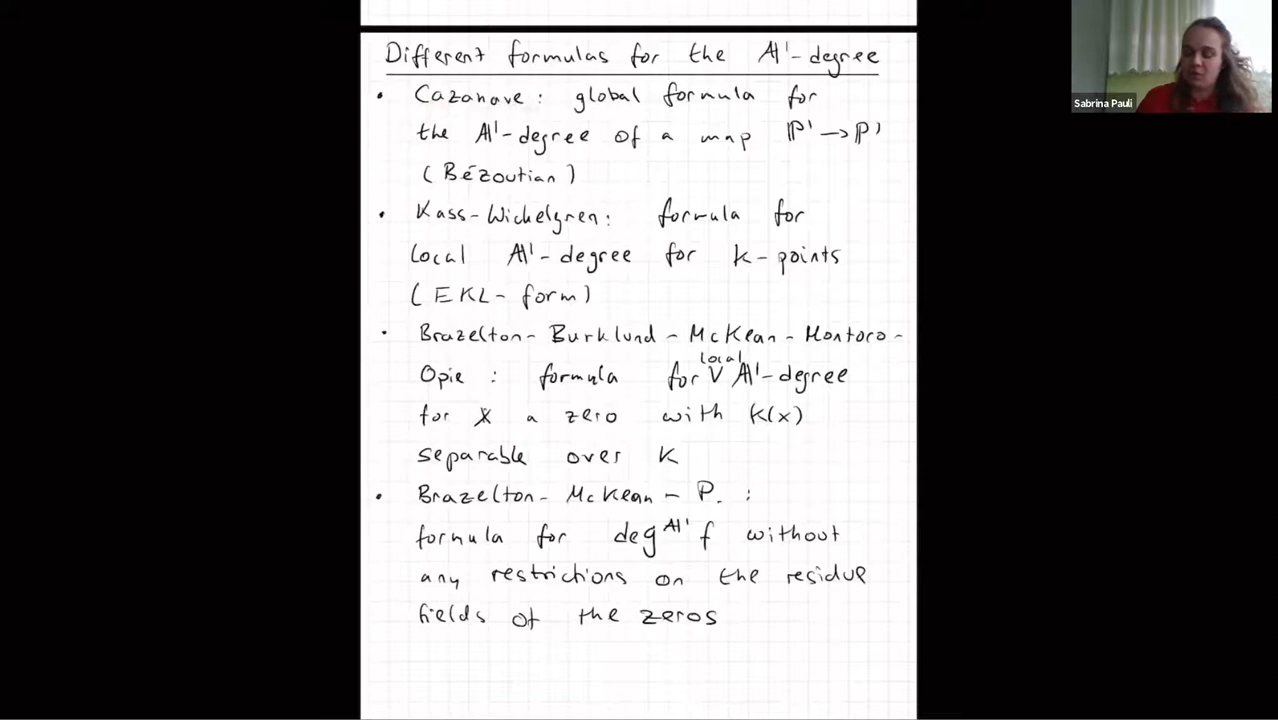 Different formulas for the A¹-degree
• Cazanave: global formula for
the A¹-degree of a map P¹→P¹
(Bézoutian)
• Kass-Wickelgren: formula for
local A¹-degree for k-points
(EKL-form)
• Brazelton-Burklund-McKean-Montoro-
local
Opie: formula for V A¹-degree
for x a zero with k(x)
separable over k
• Brazelton-McKean-P.:
formula for deg^A¹ f without
any restrictions on the residue
fields of the zeros
Sabrina Pauli